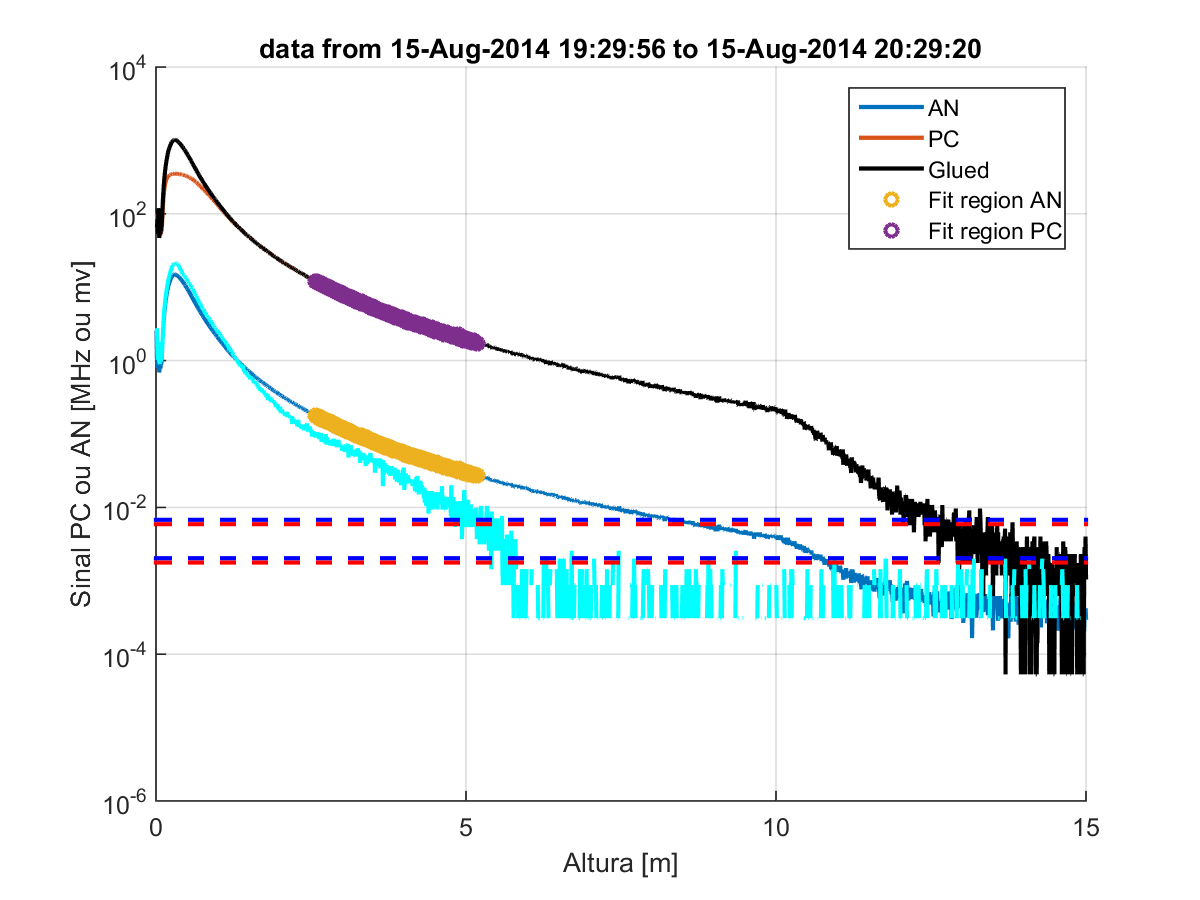 data from 15-Aug-2014 19:29:56 to 15-Aug-2014 20:29:20
10^4
10^2
10^0
10^-2
10^-4
10^-6
Sinal PC ou AN [MHz ou mv]
AN
PC
Glued
Fit region AN
Fit region PC
0 5 10 15
Altura [m]